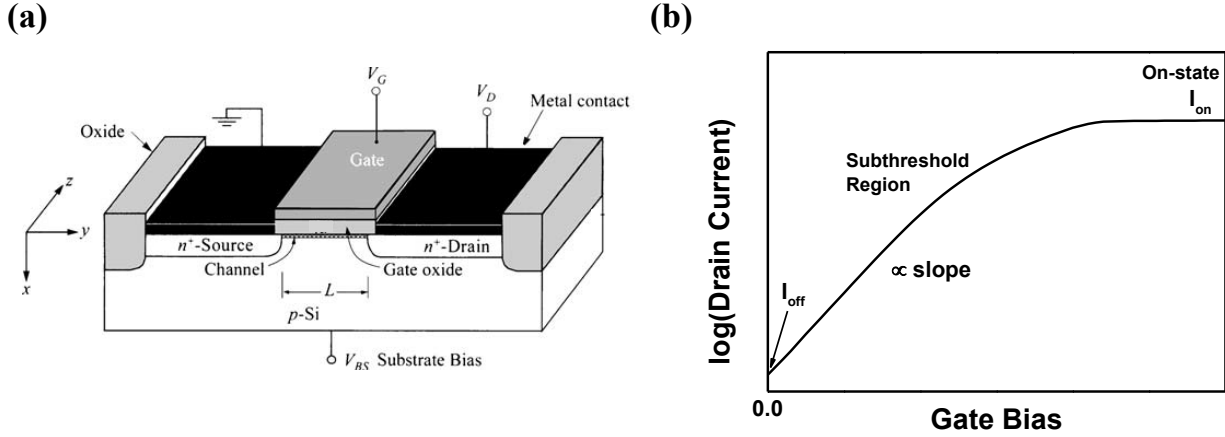 (a)
V_G
V_D
Metal contact
Oxide
Gate
z
y
x
n⁺-Source
n⁺-Drain
Channel
Gate oxide
L
p-Si
V_BS Substrate Bias
(b)
On-state
I_on
Subthreshold
Region
∝ slope
I_off
log(Drain Current)
0.0
Gate Bias